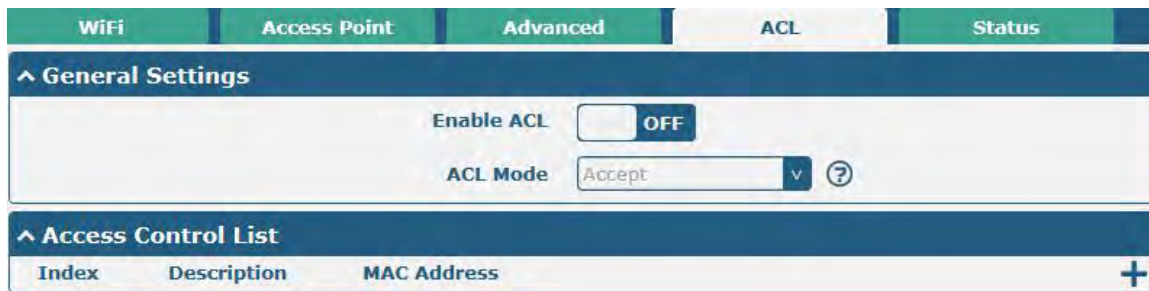 WiFi Access Point Advanced ACL Status
General Settings
Enable ACL OFF
ACL Mode Accept v ?
Access Control List
Index Description MAC Address +